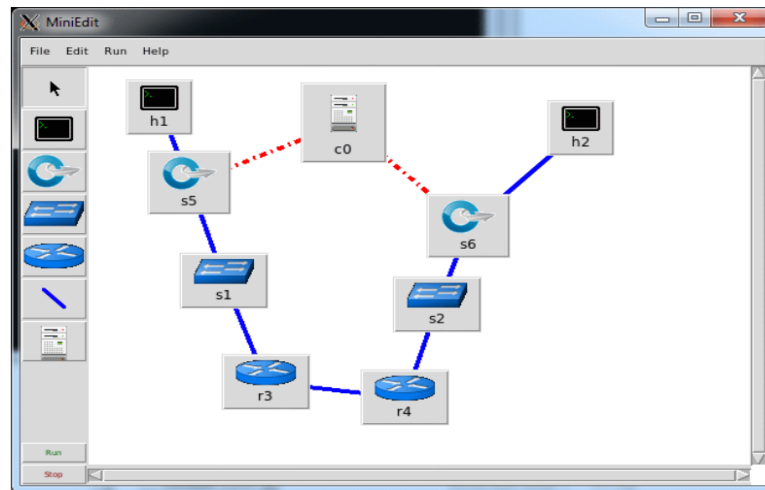 MiniEdit
File Edit Run Help
h1
c0
h2
s5
s6
s1
s2
r3
r4
Run
Stop